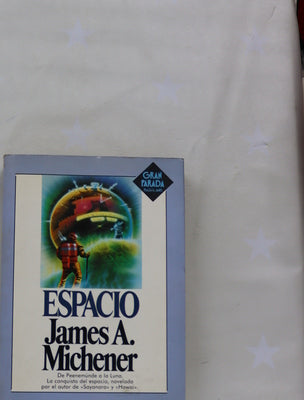 GRAN
PARADA
ESPACIO
James A.
Michener
De Peenemünde a la Luna.
La conquista del espacio, novelada
por el autor de «Sayonara» y «Hawai».